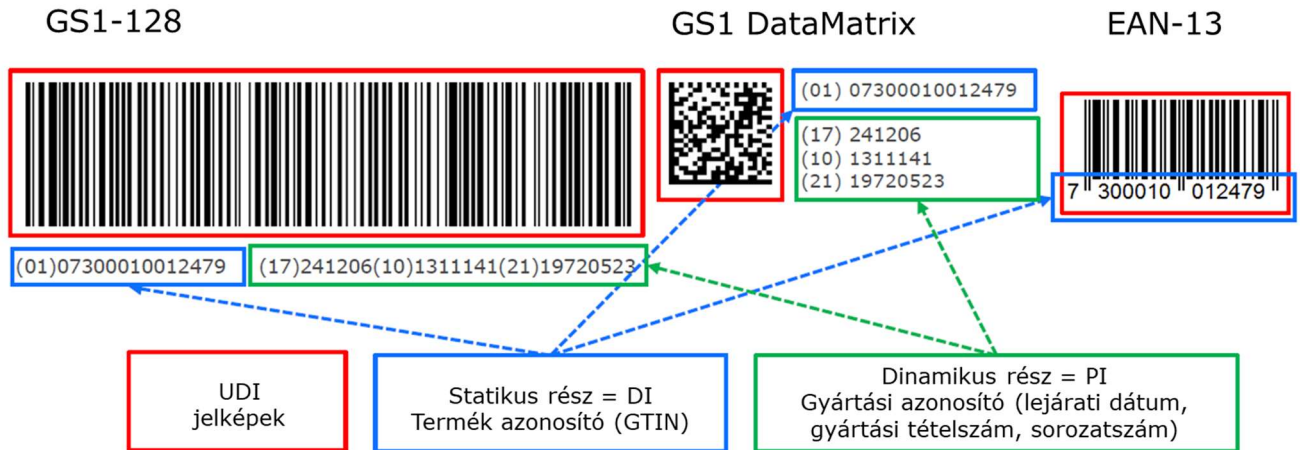 GS1-128
GS1 DataMatrix
EAN-13
(01)07300010012479
(17)241206(10)1311141(21)19720523
(01) 07300010012479
(17) 241206
(10) 1311141
(21) 19720523
7 300010 012479
UDI
jelképek
Statikus rész = DI
Termék azonosító (GTIN)
Dinamikus rész = PI
Gyártási azonosító (lejárati dátum,
gyártási tételszám, sorozatszám)